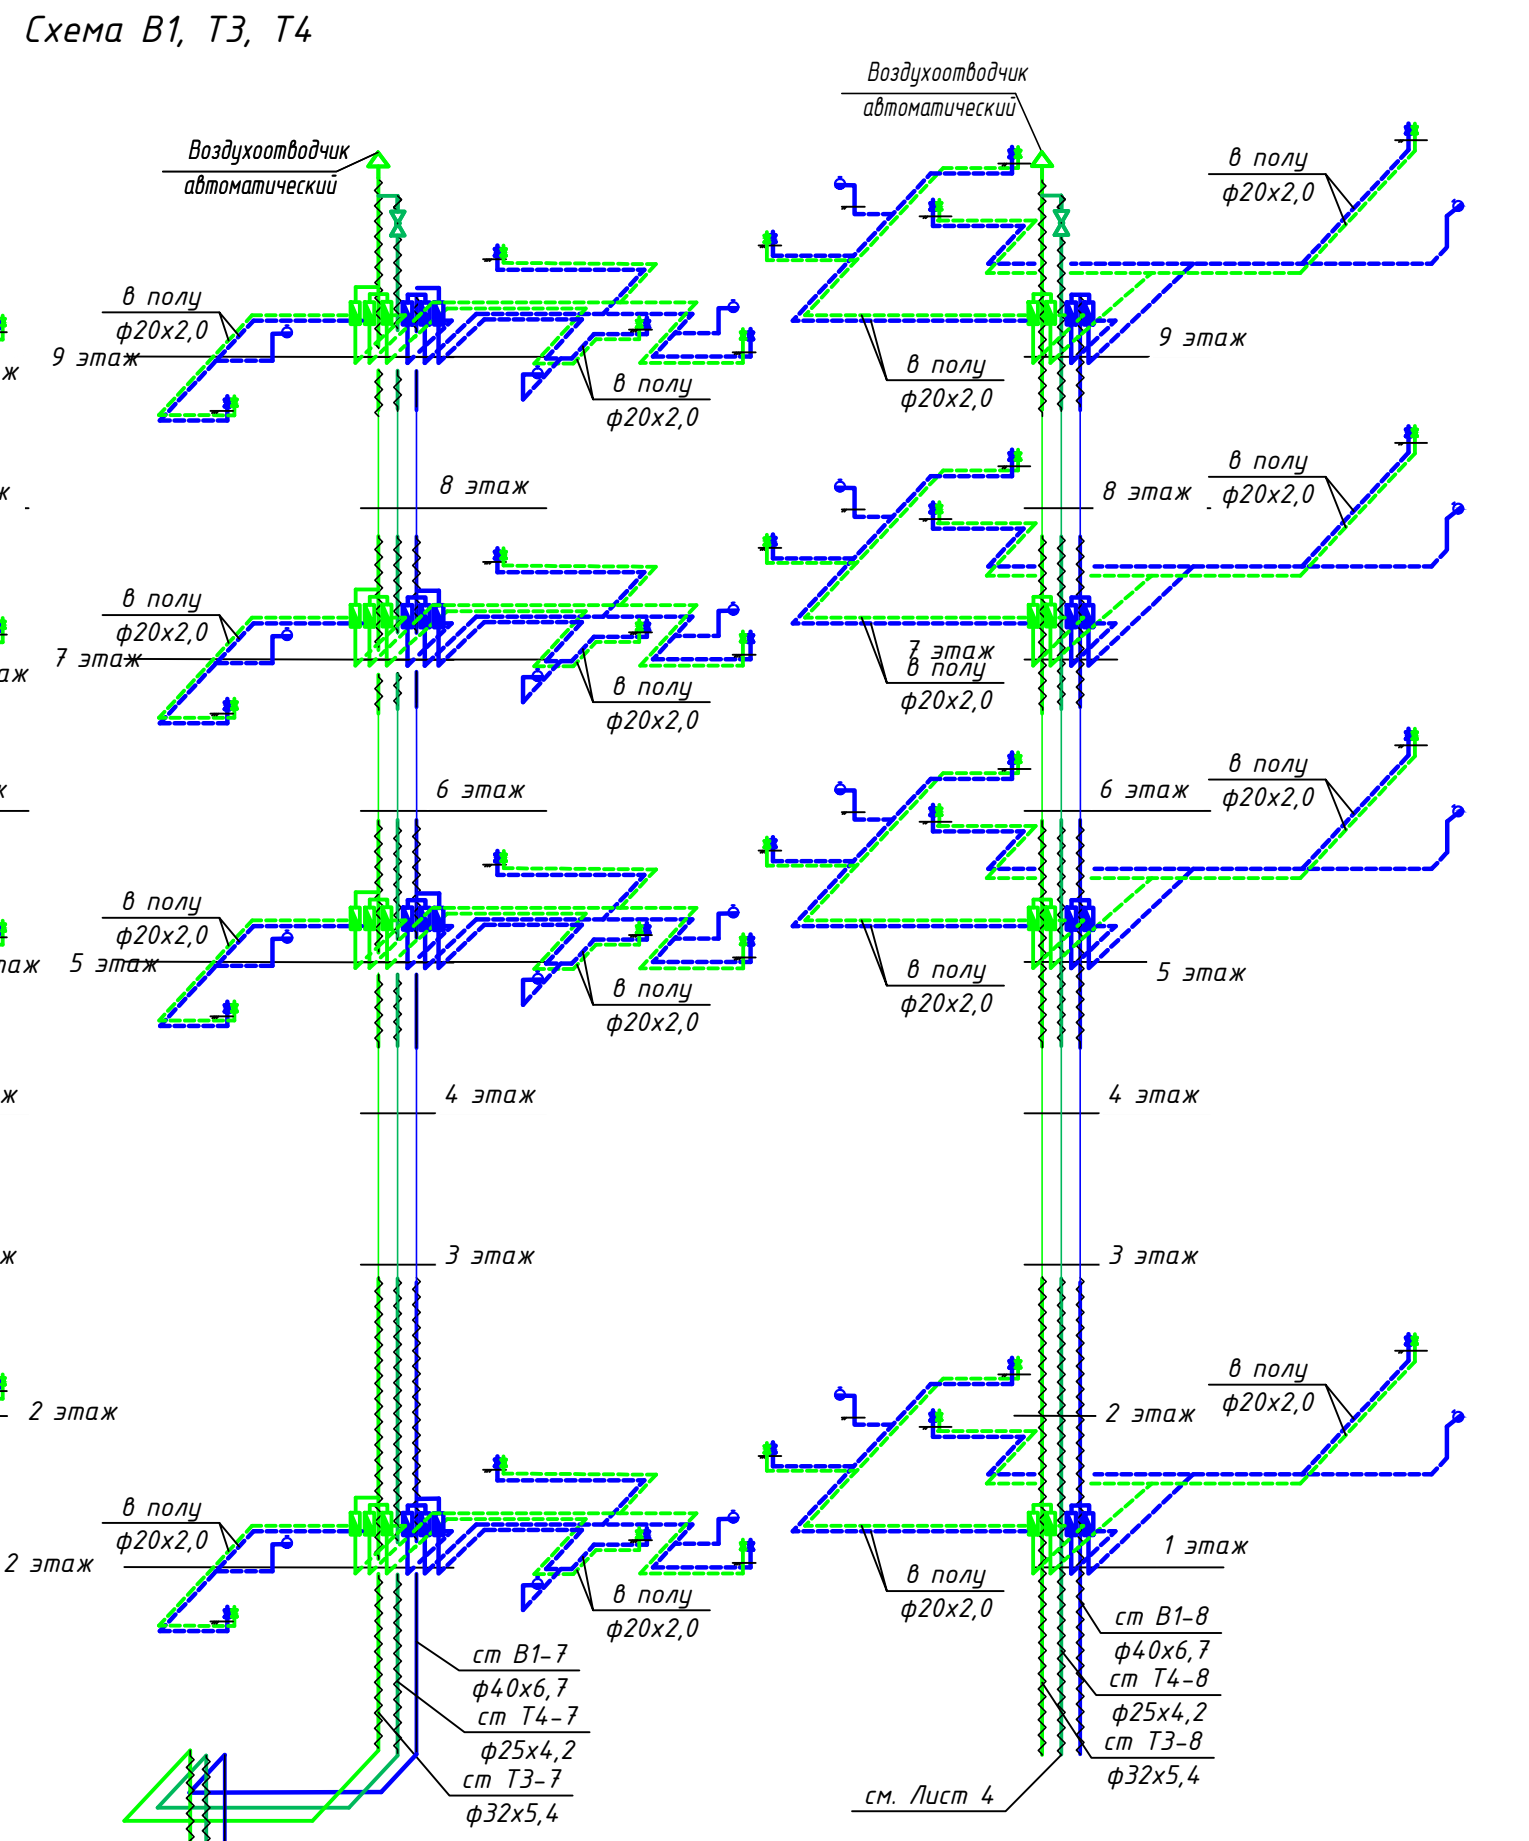 Схема В1, Т3, Т4
Воздухоотводчик
автоматический
Воздухоотводчик
автоматический
в полу
ф20х2,0
в полу
ф20х2,0
9 этаж
9 этаж
ж
в полу
ф20х2,0
в полу
ф20х2,0
ж
8 этаж
8 этаж
в полу
ф20х2,0
в полу
ф20х2,0
7 этаж
7 этаж
аж
в полу
ф20х2,0
в полу
ф20х2,0
ж
6 этаж
6 этаж
в полу
ф20х2,0
в полу
ф20х2,0
таж
5 этаж
5 этаж
в полу
ф20х2,0
в полу
ф20х2,0
ж
4 этаж
4 этаж
ж
3 этаж
3 этаж
2 этаж
2 этаж
в полу
ф20х2,0
в полу
ф20х2,0
2 этаж
1 этаж
в полу
ф20х2,0
в полу
ф20х2,0
ст В1-7
ф40х6,7
ст Т4-7
ф25х4,2
ст Т3-7
ф32х5,4
ст В1-8
ф40х6,7
ст Т4-8
ф25х4,2
ст Т3-8
ф32х5,4
см. Лист 4